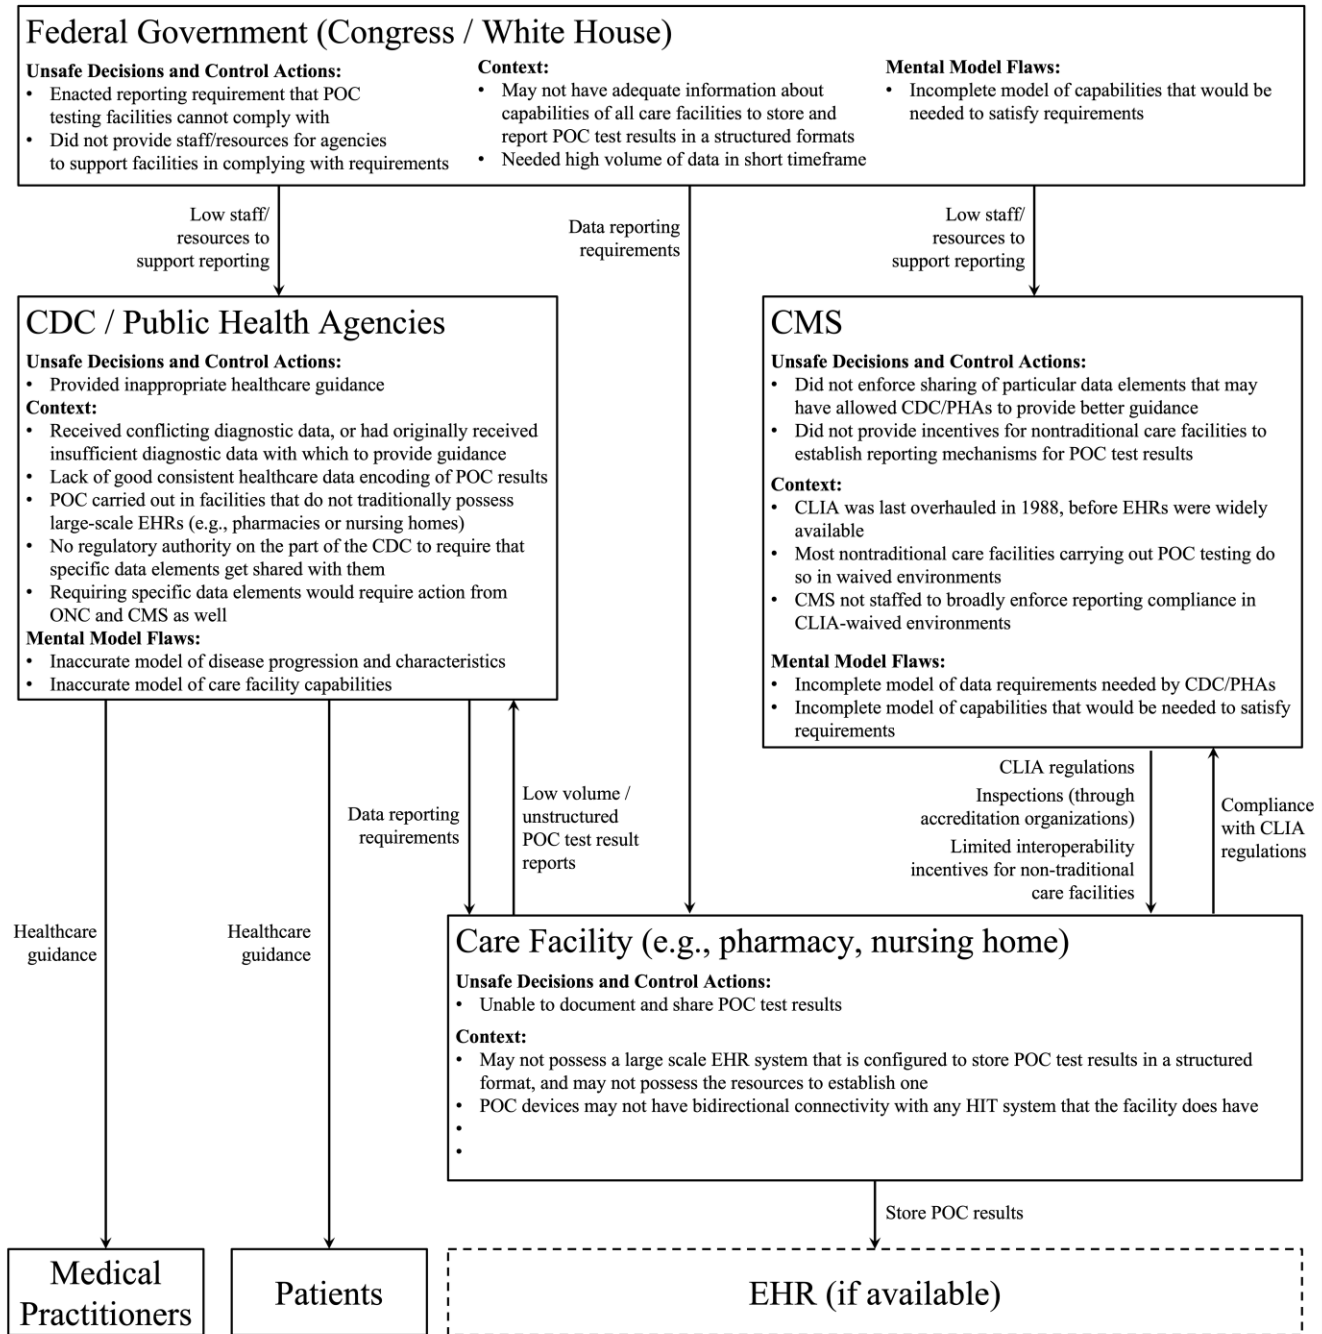 Federal Government (Congress / White House)
Unsafe Decisions and Control Actions:
• Enacted reporting requirement that POC
testing facilities cannot comply with
• Did not provide staff/resources for agencies
to support facilities in complying with requirements
Context:
• May not have adequate information about
capabilities of all care facilities to store and
report POC test results in a structured formats
• Needed high volume of data in short timeframe
Mental Model Flaws:
• Incomplete model of capabilities that would be
needed to satisfy requirements
Low staff/
resources to
support reporting
Data reporting
requirements
Low staff/
resources to
support reporting
CDC / Public Health Agencies
Unsafe Decisions and Control Actions:
• Provided inappropriate healthcare guidance
Context:
• Received conflicting diagnostic data, or had originally received
insufficient diagnostic data with which to provide guidance
• Lack of good consistent healthcare data encoding of POC results
• POC carried out in facilities that do not traditionally possess
large-scale EHRs (e.g., pharmacies or nursing homes)
• No regulatory authority on the part of the CDC to require that
specific data elements get shared with them
• Requiring specific data elements would require action from
ONC and CMS as well
Mental Model Flaws:
• Inaccurate model of disease progression and characteristics
• Inaccurate model of care facility capabilities
CMS
Unsafe Decisions and Control Actions:
• Did not enforce sharing of particular data elements that may
have allowed CDC/PHAs to provide better guidance
• Did not provide incentives for nontraditional care facilities to
establish reporting mechanisms for POC test results
Context:
• CLIA was last overhauled in 1988, before EHRs were widely
available
• Most nontraditional care facilities carrying out POC testing do
so in waived environments
• CMS not staffed to broadly enforce reporting compliance in
CLIA-waived environments
Mental Model Flaws:
• Incomplete model of data requirements needed by CDC/PHAs
• Incomplete model of capabilities that would be needed to satisfy
requirements
Healthcare
guidance
Healthcare
guidance
Data reporting
requirements
Low volume /
unstructured
POC test result
reports
CLIA regulations
Inspections (through
accreditation organizations)
Limited interoperability
incentives for non-traditional
care facilities
Compliance
with CLIA
regulations
Care Facility (e.g., pharmacy, nursing home)
Unsafe Decisions and Control Actions:
• Unable to document and share POC test results
Context:
• May not possess a large scale EHR system that is configured to store POC test results in a structured
format, and may not possess the resources to establish one
• POC devices may not have bidirectional connectivity with any HIT system that the facility does have
•
•
Store POC results
Medical
Practitioners
Patients
EHR (if available)